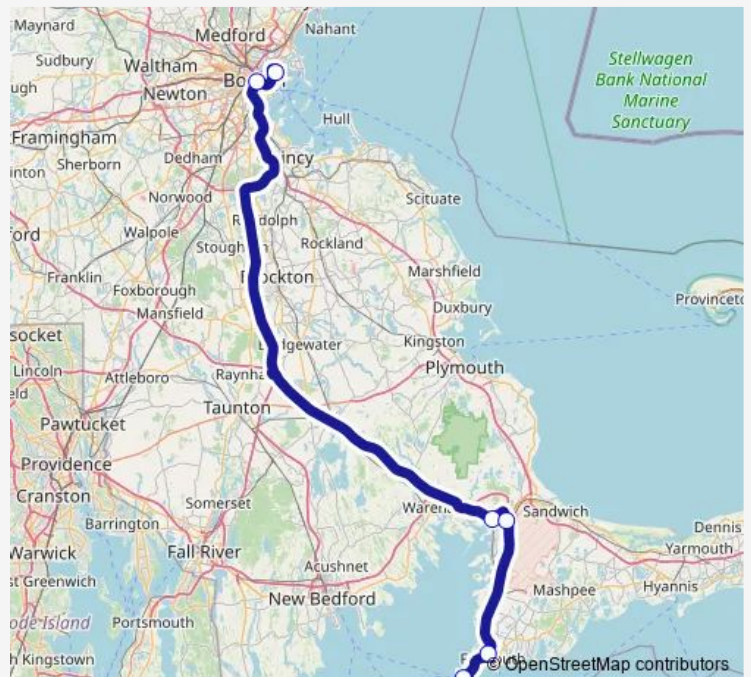 Maynard
Medford
Nahant
Sudbury
Waltham
Stellwagen
Bank National
Marine
Sanctuary
Newton
Hull
Framingham
Sherborn
Dedham
Norwood
Scituate
Walpole
Rockland
Franklin
Foxborough
Marshfield
Mansfield
Duxbury
Kingston
Lincoln
Attleboro
Plymouth
Taunton
Pawtucket
Providence
Cranston
Somerset
Sandwich
Barrington
Dennis
Warwick
Fall River
Yarmouth
Acushnet
Mashpee
Hyannis
New Bedford
Portsmouth
Island
Kingstown
© OpenStreetMap contributors